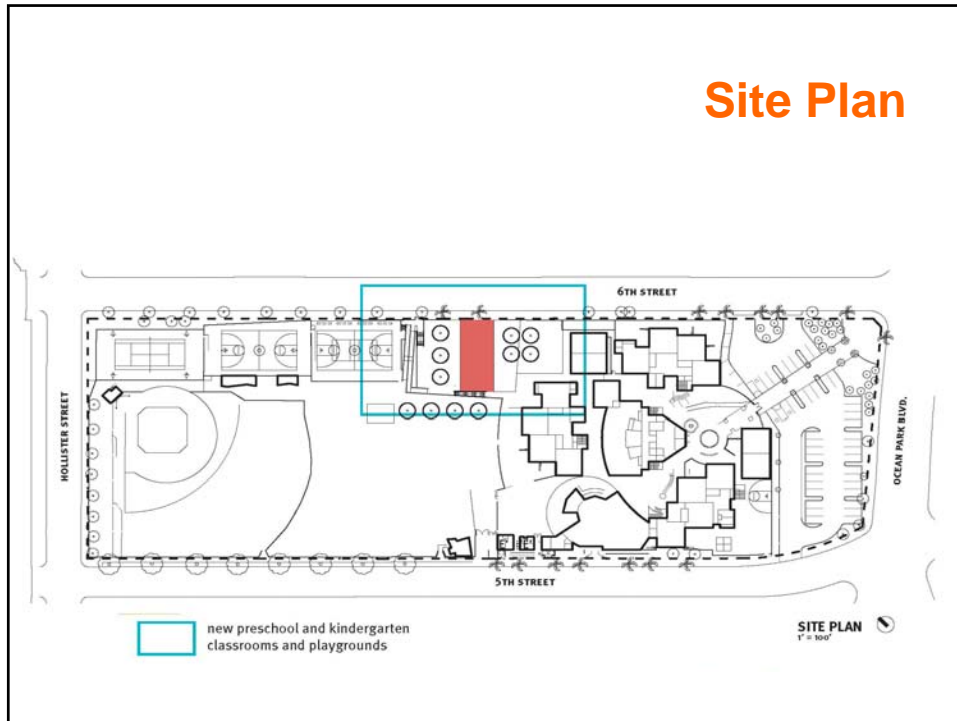 Site Plan
6TH STREET
HOLLISTER STREET
OCEAN PARK BLVD.
5TH STREET
new preschool and kindergarten
classrooms and playgrounds
SITE PLAN
1" = 100'